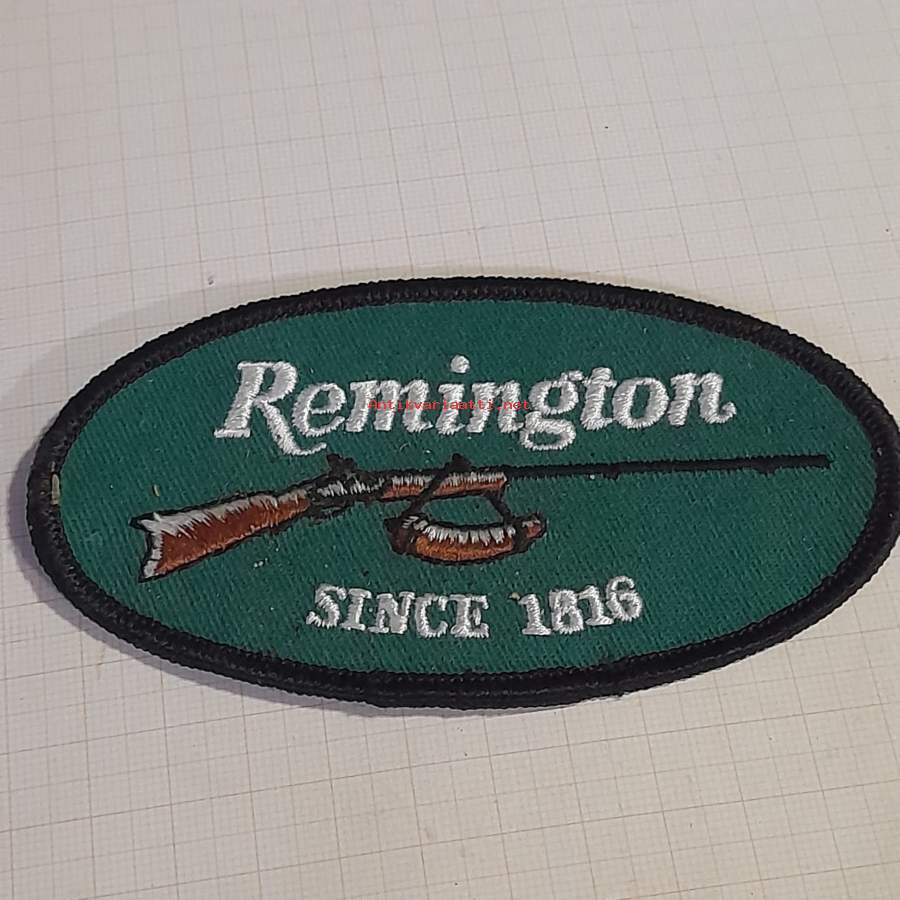 Remington
Antikvariaatti.net
SINCE 1816